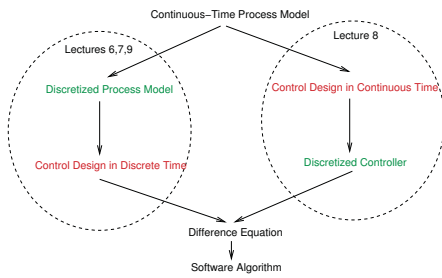 Continuous-Time Process Model
Lectures 6,7,9
Lecture 8
Discretized Process Model
Control Design in Continuous Time
Control Design in Discrete Time
Discretized Controller
Difference Equation
Software Algorithm